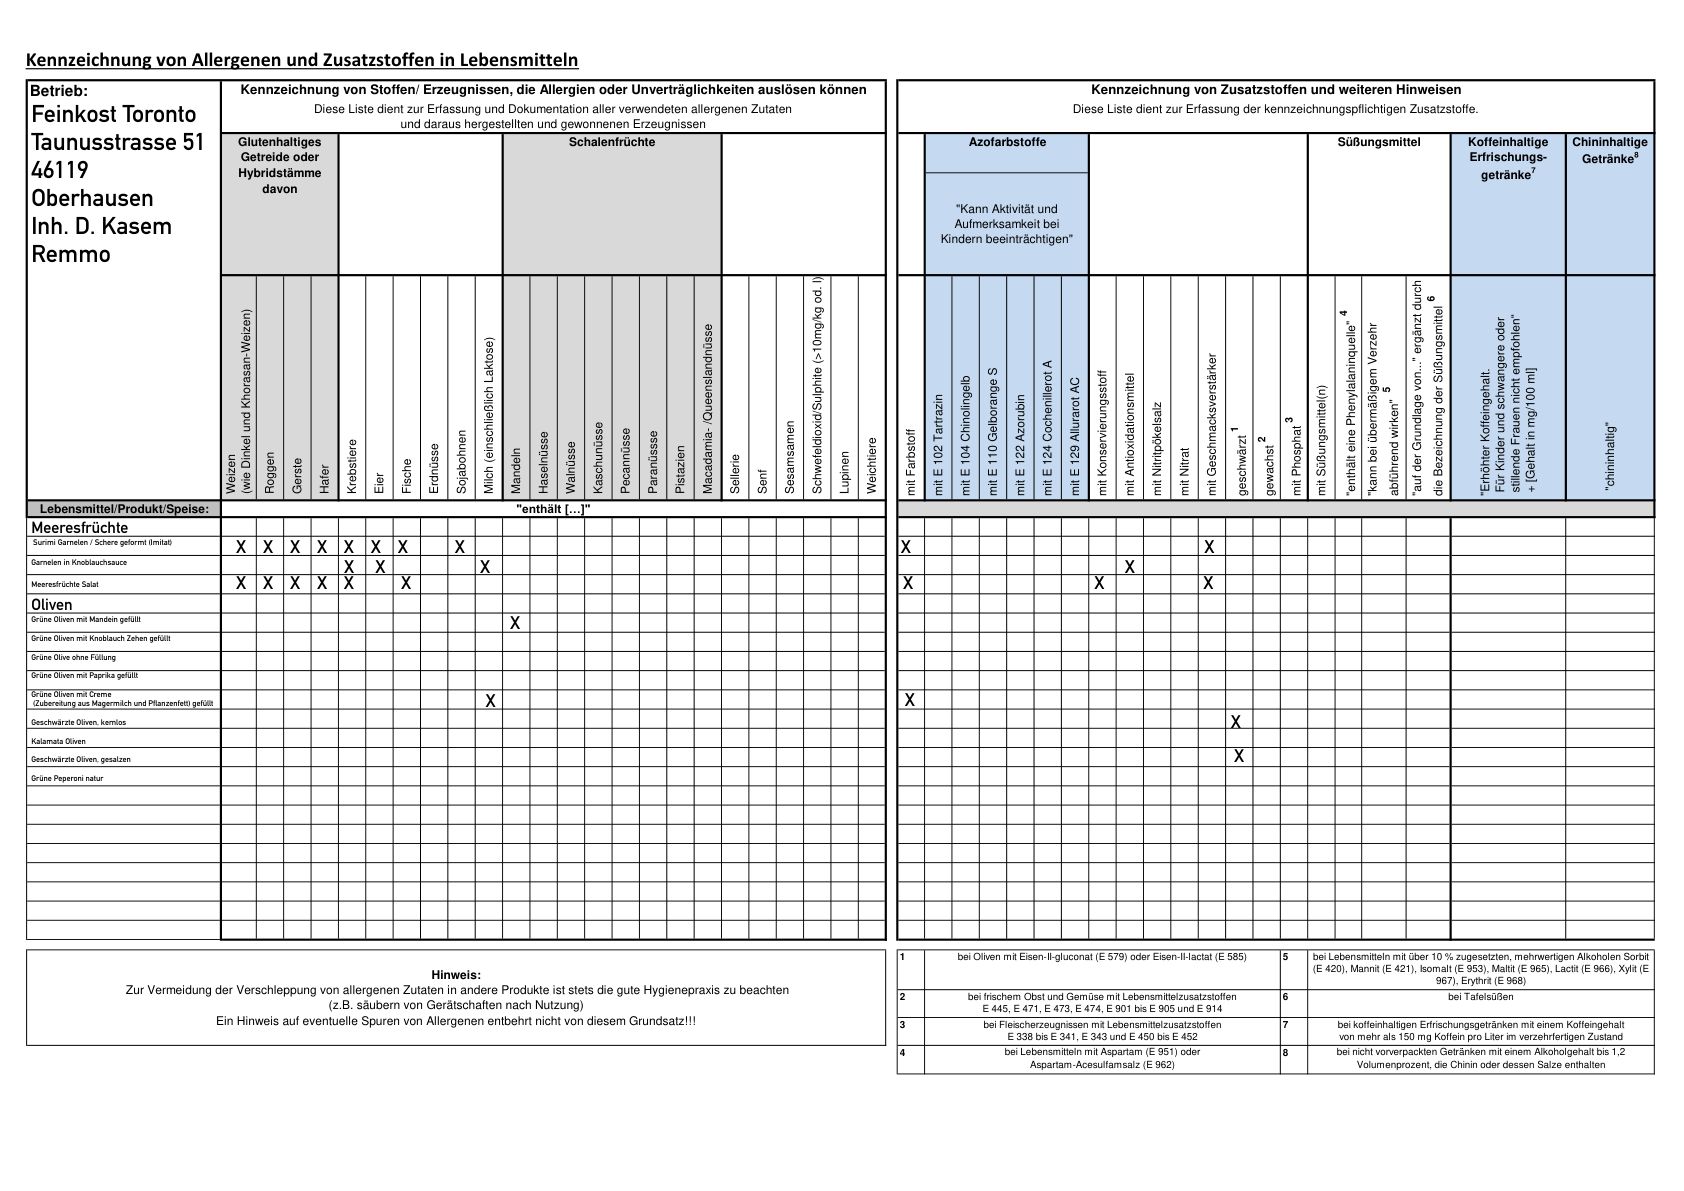 Kennzeichnung von Allergenen und Zusatzstoffen in Lebensmitteln
Betrieb:
Feinkost Toronto
Taunusstrasse 51
46119
Oberhausen
Inh. D. Kasem
Remmo
Kennzeichnung von Stoffen/ Erzeugnissen, die Allergien oder Unverträglichkeiten auslösen können
Diese Liste dient zur Erfassung und Dokumentation aller verwendeten allergenen Zutaten
und daraus hergestellten und gewonnenen Erzeugnissen
Glutenhaltiges
Getreide oder
Hybridstämme
davon
Schalenfrüchte
Weizen
(wie Dinkel und Khorasan-Weizen)
Roggen
Gerste
Hafer
Krebstiere
Eier
Fische
Erdnüsse
Sojabohnen
Milch (einschließlich Laktose)
Mandeln
Haselnüsse
Walnüsse
Kaschunüsse
Pecannüsse
Paranüsse
Pistazien
Macadamia- /Queenslandnüsse
Sellerie
Senf
Sesamsamen
Schwefeldioxid/Sulphite (>10mg/kg od. l)
Lupinen
Weichtiere
Kennzeichnung von Zusatzstoffen und weiteren Hinweisen
Diese Liste dient zur Erfassung der kennzeichnungspflichtigen Zusatzstoffe.
Azofarbstoffe
"Kann Aktivität und
Aufmerksamkeit bei
Kindern beeinträchtigen"
Süßungsmittel
Koffeinhaltige
Erfrischungs-
getränke7
Chininhaltige
Getränke8
mit Farbstoff
mit E 102 Tartrazin
mit E 104 Chinolingelb
mit E 110 Gelborange S
mit E 122 Azorubin
mit E 124 Cochenillerot A
mit E 129 Allurarot AC
mit Konservierungsstoff
mit Antioxidationsmittel
mit Nitritpökelsalz
mit Nitrat
mit Geschmacksverstärker
geschwärzt 1
gewachst 2
mit Phosphat 3
mit Süßungsmittel(n)
"enthält eine Phenylalaninquelle" 4
"kann bei übermäßigem Verzehr
abführend wirken" 5
"auf der Grundlage von..." ergänzt durch
die Bezeichnung der Süßungsmittel 6
"Erhöhter Koffeingehalt.
Für Kinder und schwangere oder
stillende Frauen nicht empfohlen"
+ [Gehalt in mg/100 ml]
"chininhaltig"
Lebensmittel/Produkt/Speise:
"enthält [...]"
Meeresfrüchte
Surimi Garnelen / Schere geformt (Imitat) X X X X X X X X X X
Garnelen in Knoblauchsauce X X X X
Meeresfrüchte Salat X X X X X X X X X
Oliven
Grüne Oliven mit Mandeln gefüllt X
Grüne Oliven mit Knoblauch Zehen gefüllt
Grüne Olive ohne Füllung
Grüne Oliven mit Paprika gefüllt
Grüne Oliven mit Creme
(Zubereitung aus Magermilch und Pflanzenfett) gefüllt X X
Geschwärzte Oliven, kernlos X
Kalamata Oliven
Geschwärzte Oliven, gesalzen X
Grüne Peperoni natur
Hinweis:
Zur Vermeidung der Verschleppung von allergenen Zutaten in andere Produkte ist stets die gute Hygienepraxis zu beachten
(z.B. säubern von Gerätschaften nach Nutzung)
Ein Hinweis auf eventuelle Spuren von Allergenen entbehrt nicht von diesem Grundsatz!!!
1
bei Oliven mit Eisen-II-gluconat (E 579) oder Eisen-II-lactat (E 585)
5
bei Lebensmitteln mit über 10 % zugesetzten, mehrwertigen Alkoholen Sorbit
(E 420), Mannit (E 421), Isomalt (E 953), Maltit (E 965), Lactit (E 966), Xylit (E
967), Erythrit (E 968)
2
bei frischem Obst und Gemüse mit Lebensmittelzusatzstoffen
E 445, E 471, E 473, E 474, E 901 bis E 905 und E 914
6
bei Tafelsüßen
3
bei Fleischerzeugnissen mit Lebensmittelzusatzstoffen
E 338 bis E 341, E 343 und E 450 bis E 452
7
bei koffeinhaltigen Erfrischungsgetränken mit einem Koffeingehalt
von mehr als 150 mg Koffein pro Liter im verzehrfertigen Zustand
4
bei Lebensmitteln mit Aspartam (E 951) oder
Aspartam-Acesulfamsalz (E 962)
8
bei nicht vorverpackten Getränken mit einem Alkoholgehalt bis 1,2
Volumenprozent, die Chinin oder dessen Salze enthalten